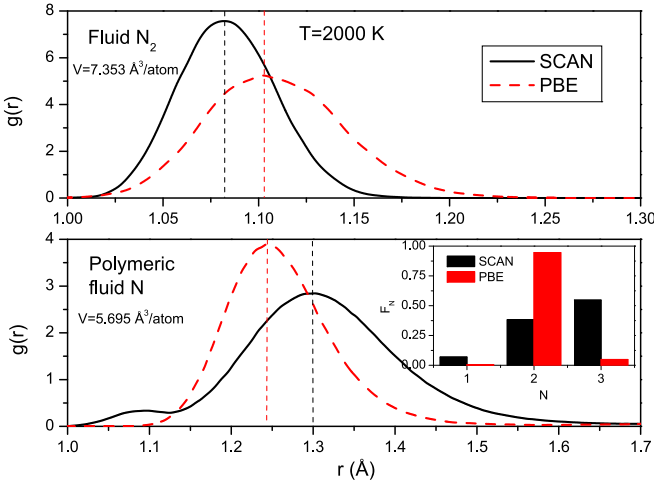 8
6
4
2
0
g(r)
Fluid N₂
V=7.353 Å³/atom
T=2000 K
SCAN
PBE
1.00 1.05 1.10 1.15 1.20 1.25 1.30
5
4
3
2
1
0
g(r)
Polymeric
fluid N
V=5.695 Å³/atom
1.00
0.75
0.50
0.25
0.00
F_N
SCAN
PBE
1 2 3
N
1.0 1.1 1.2 1.3 1.4 1.5 1.6 1.7
r (Å)